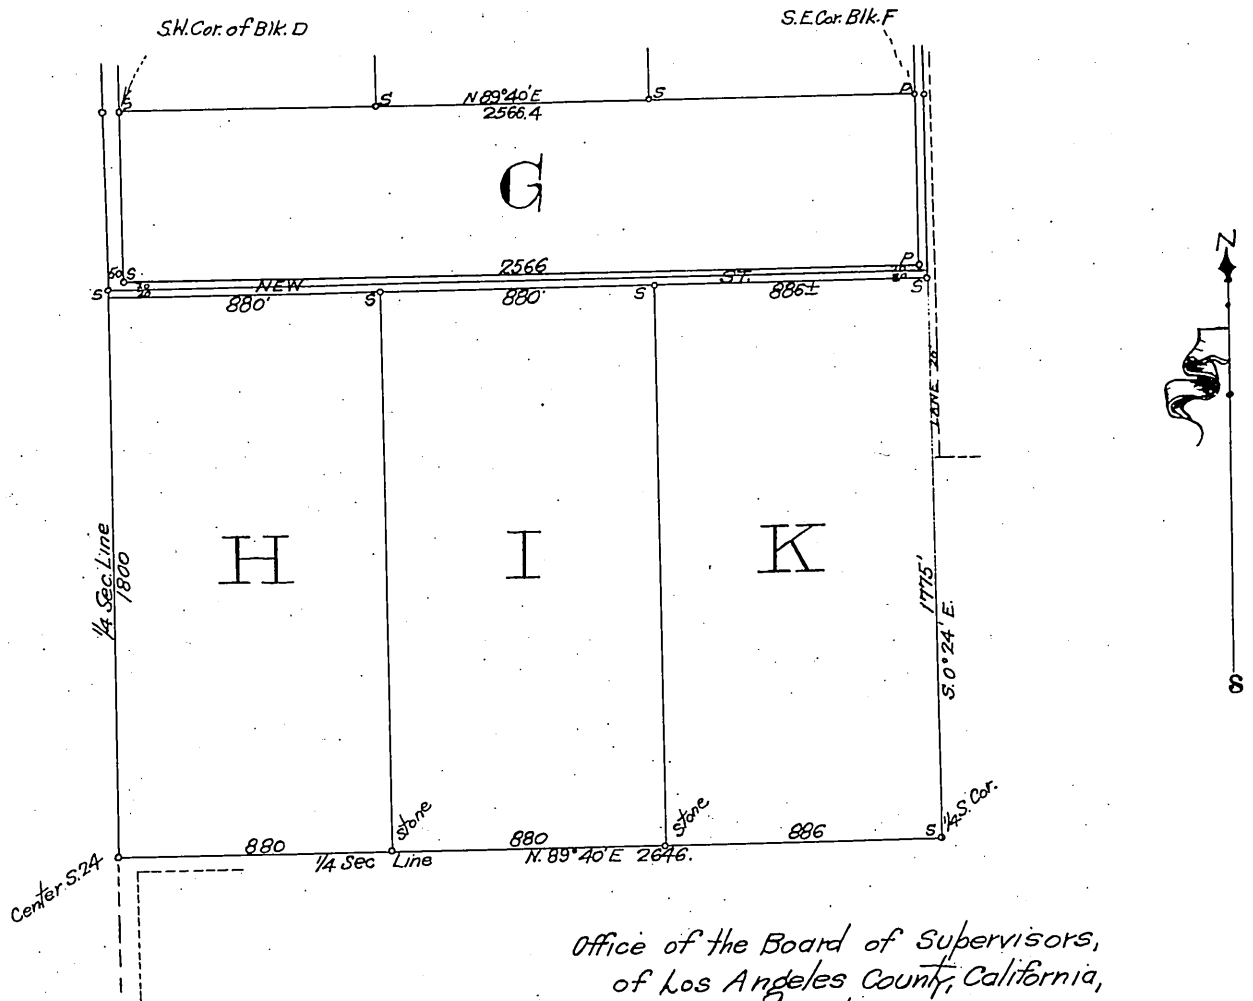 S.W. Cor. of Blk. D
S.E. Cor. Blk. F
S
S
S
P
N 89°40'E
2566.4
G
2566
S
P
NEW
ST.
S
880'
S
880'
S
886±
S
LANE
N
1/4 Sec. Line
1800
H
I
K
1775'
S. 0°24' E.
S
Stone
Stone
S
1/4 S. Cor.
880
880
886
1/4 Sec Line
N. 89°40'E 2646.
Center S. 24
Office of the Board of Supervisors,
of Los Angeles County, California,